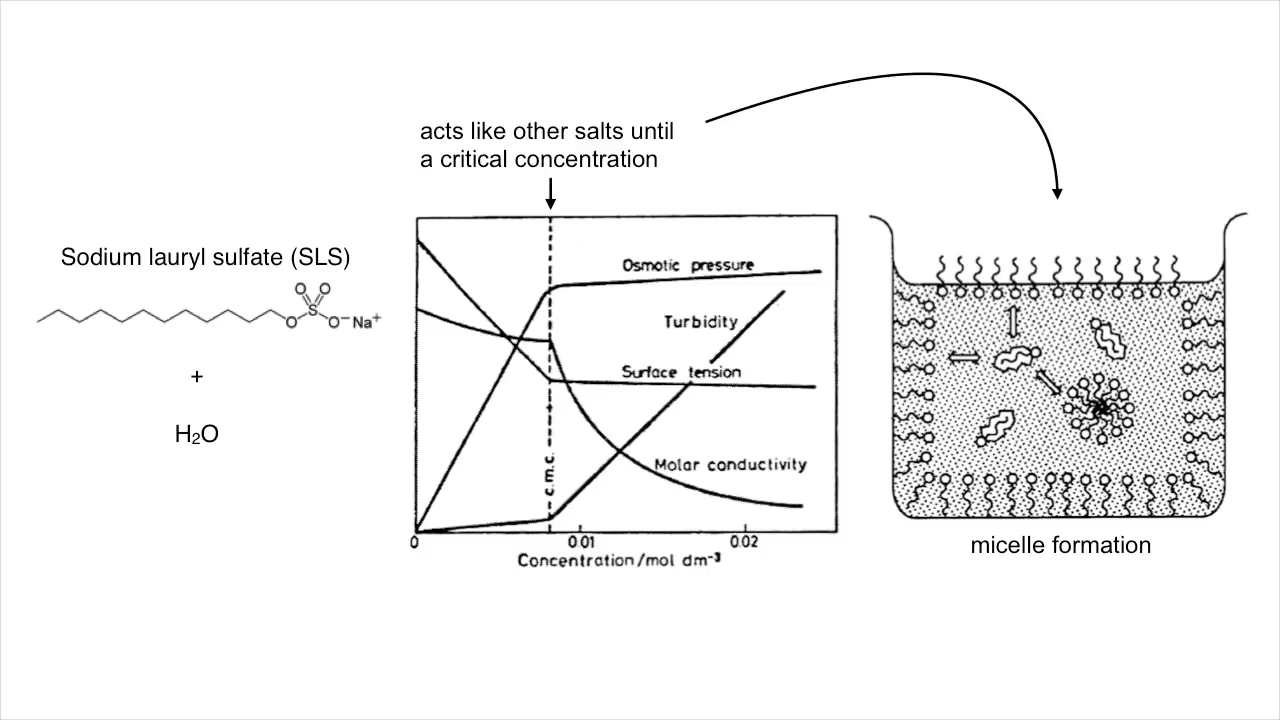 acts like other salts until
a critical concentration
Sodium lauryl sulfate (SLS)
O O
S
O O⁻ Na⁺
+
H₂O
Osmotic pressure
Turbidity
Surface tension
Molar conductivity
c.m.c.
0 0.01 0.02
Concentration/mol dm⁻³
micelle formation